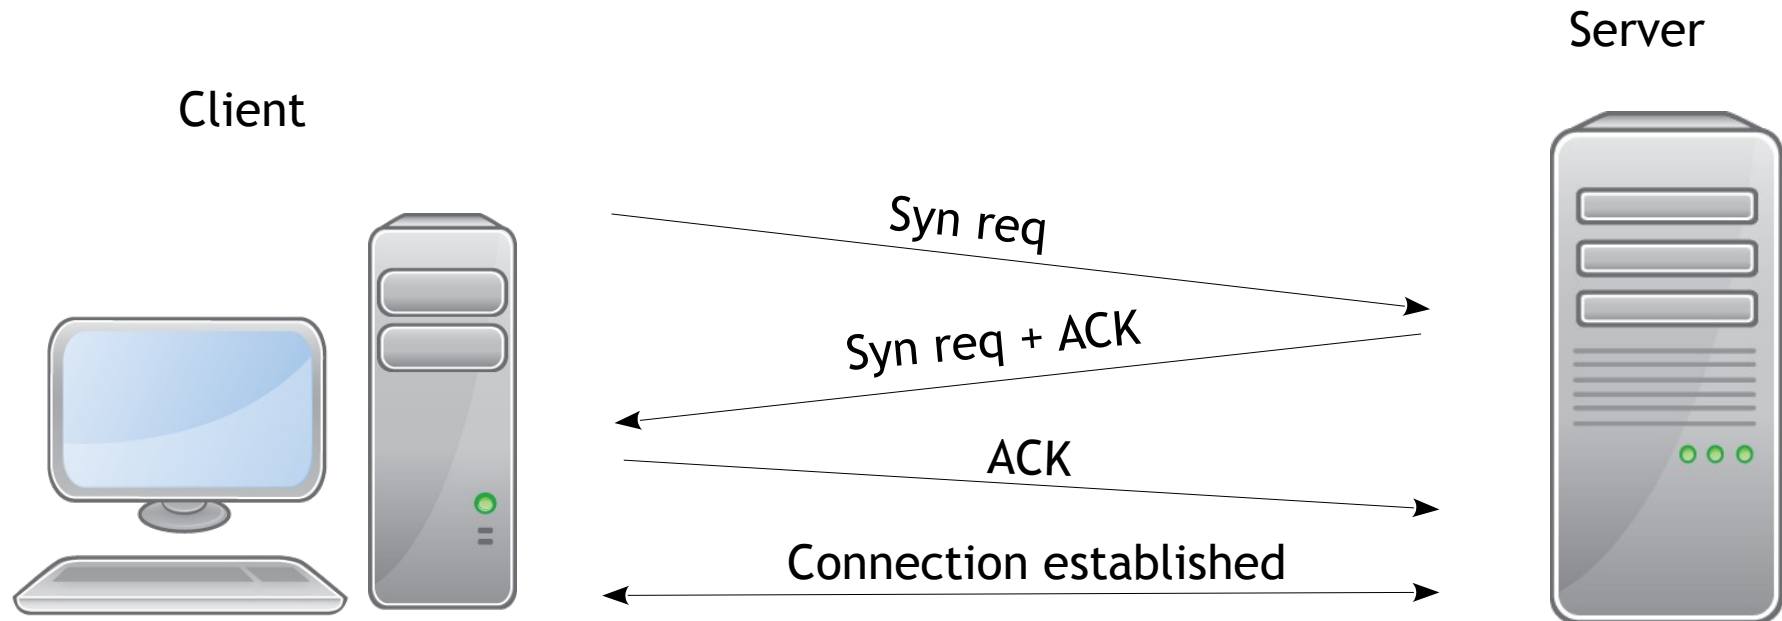 Server
Client
Syn req
Syn req + ACK
ACK
Connection established